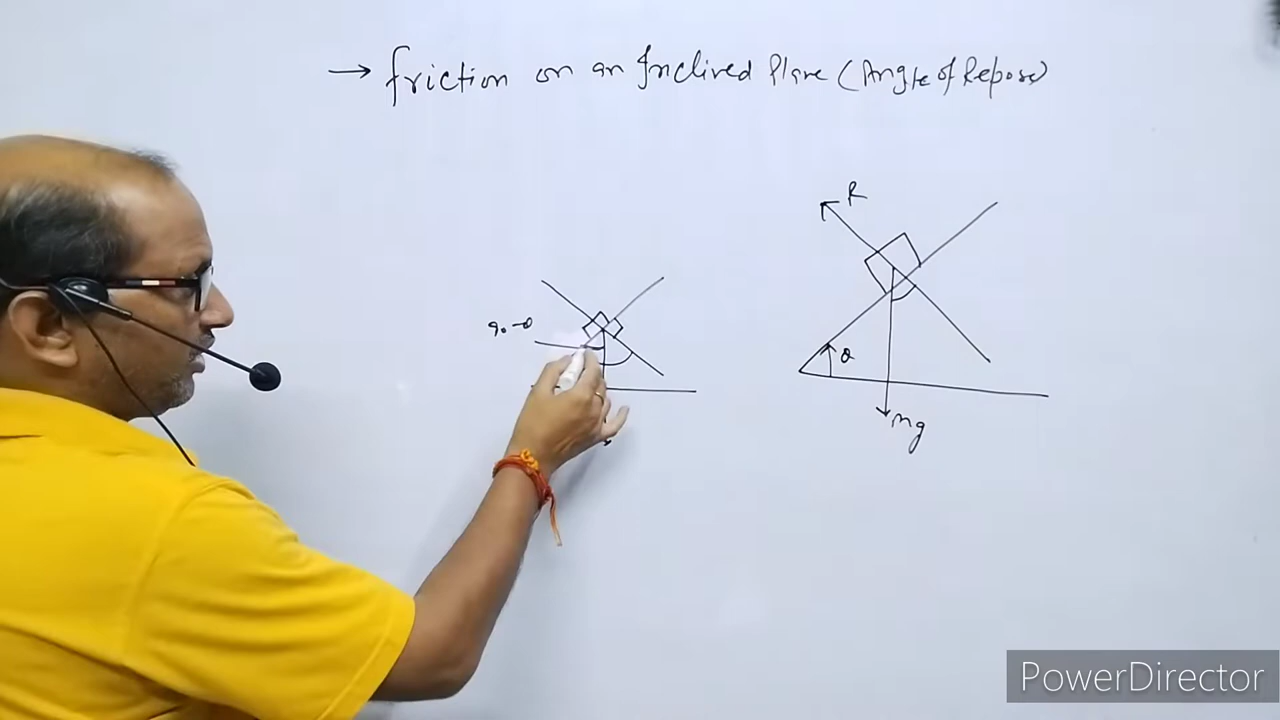 → friction on an Inclined Plane (Angle of Repose)
R
90-θ
θ
mg
PowerDirector